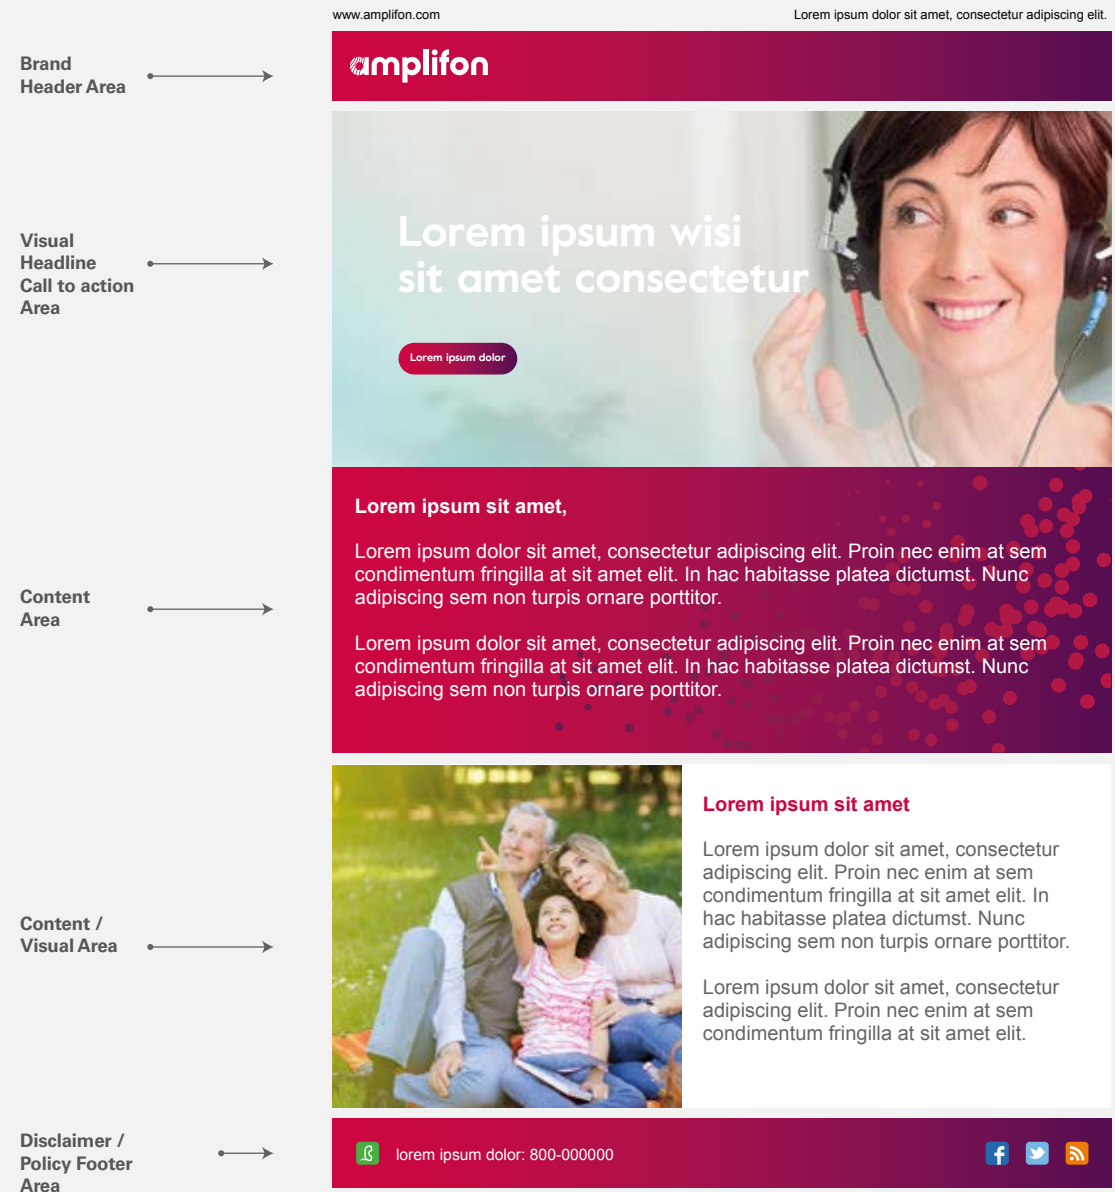 www.amplifon.com
Lorem ipsum dolor sit amet, consectetur adipiscing elit.
Brand
Header Area
amplifon
Visual
Headline
Call to action
Area
Lorem ipsum wisi
sit amet consectetur
Lorem ipsum dolor
Content
Area
Lorem ipsum sit amet,
Lorem ipsum dolor sit amet, consectetur adipiscing elit. Proin nec enim at sem
condimentum fringilla at sit amet elit. In hac habitasse platea dictumst. Nunc
adipiscing sem non turpis ornare porttitor.
Lorem ipsum dolor sit amet, consectetur adipiscing elit. Proin nec enim at sem
condimentum fringilla at sit amet elit. In hac habitasse platea dictumst. Nunc
adipiscing sem non turpis ornare porttitor.
Content /
Visual Area
Lorem ipsum sit amet
Lorem ipsum dolor sit amet, consectetur
adipiscing elit. Proin nec enim at sem
condimentum fringilla at sit amet elit. In
hac habitasse platea dictumst. Nunc
adipiscing sem non turpis ornare porttitor.
Lorem ipsum dolor sit amet, consectetur
adipiscing elit. Proin nec enim at sem
condimentum fringilla at sit amet elit.
Disclaimer /
Policy Footer
Area
lorem ipsum dolor: 800-000000